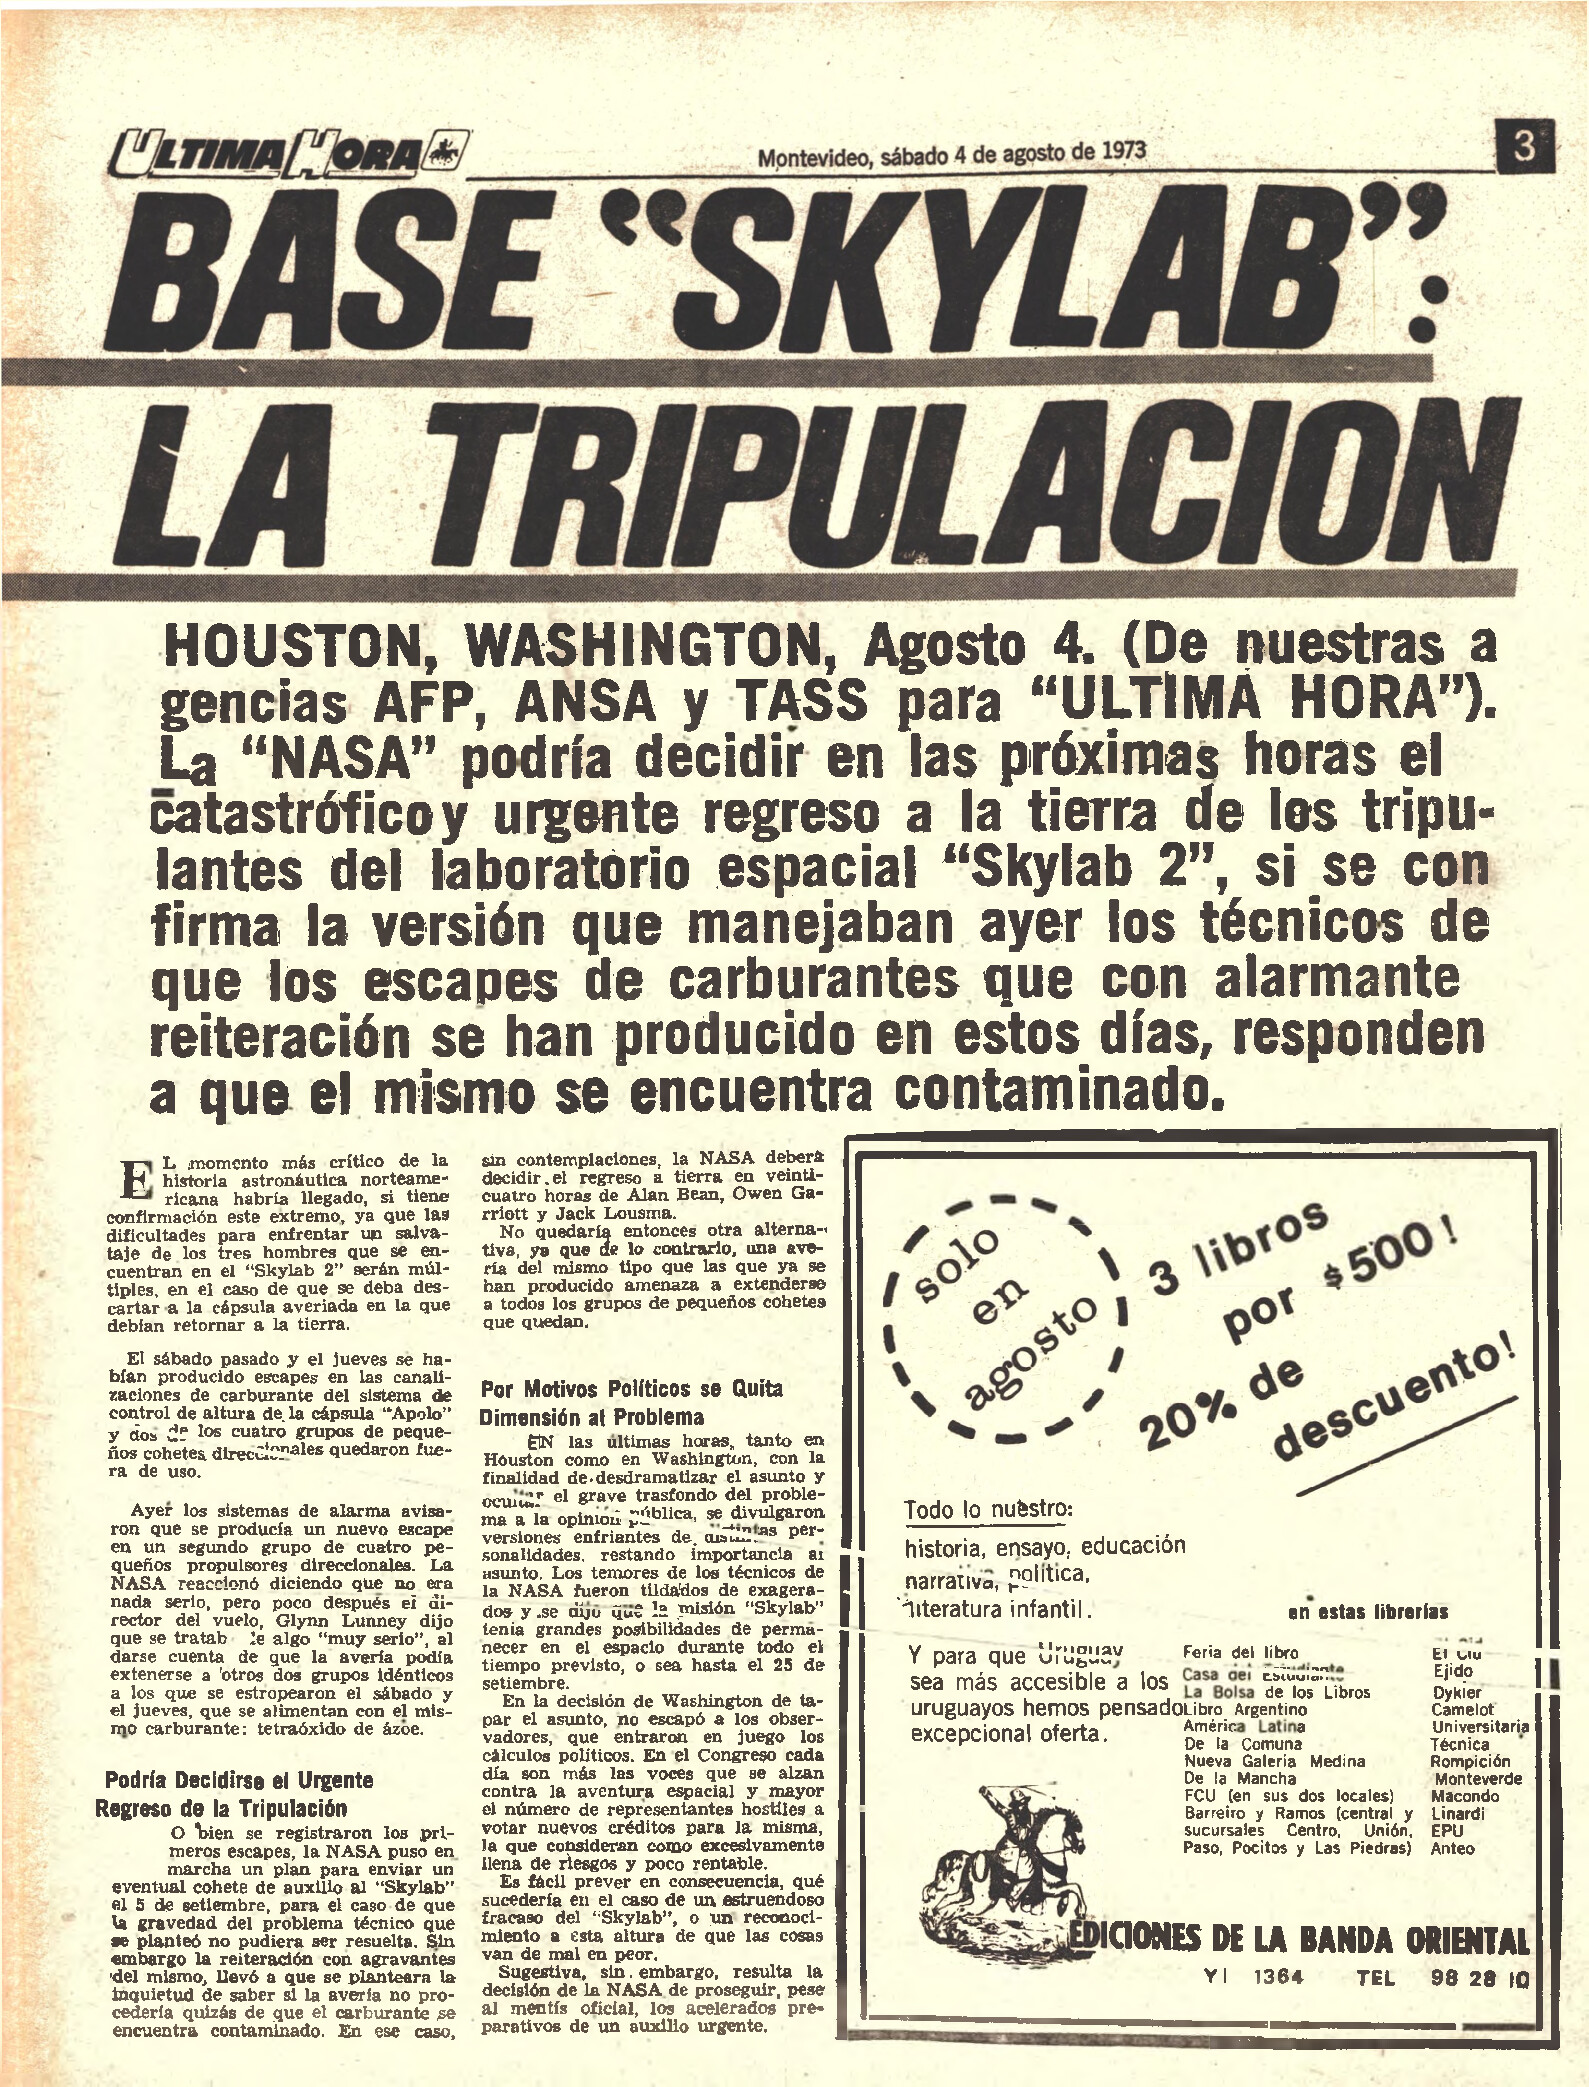 ULTIMA HORA
Montevideo, sábado 4 de agosto de 1973
3
BASE “SKYLAB”:
LA TRIPULACION
HOUSTON, WASHINGTON, Agosto 4. (De nuestras a
gencias AFP, ANSA y TASS para “ULTIMA HORA”).
La “NASA” podría decidir en las próximas horas el
catastrófico y urgente regreso a la tierra de los tripu-
lantes del laboratorio espacial “Skylab 2”, si se con
firma la versión que manejaban ayer los técnicos de
que los escapes de carburantes que con alarmante
reiteración se han producido en estos días, responden
a que el mismo se encuentra contaminado.
EL momento más crítico de la
historia astronáutica norteame-
ricana habría llegado, si tiene
confirmación este extremo, ya que las
dificultades para enfrentar un salva-
taje de los tres hombres que se en-
cuentran en el "Skylab 2" serán múl-
tiples, en el caso de que se deba des-
cartar a la cápsula averiada en la que
debían retornar a la tierra.
El sábado pasado y el jueves se ha-
bían producido escapes en las canali-
zaciones de carburante del sistema de
control de altura de la cápsula "Apolo"
y dos de los cuatro grupos de peque-
ños cohetes direccionales quedaron fue-
ra de uso.
Ayer los sistemas de alarma avisa-
ron que se producía un nuevo escape
en un segundo grupo de cuatro pe-
queños propulsores direccionales. La
NASA reaccionó diciendo que no era
nada serio, pero poco después el di-
rector del vuelo, Glynn Lunney dijo
que se tratab de algo "muy serio", al
darse cuenta de que la avería podía
extenerse a otros dos grupos idénticos
a los que se estropearon el sábado y
el jueves, que se alimentan con el mis-
mo carburante: tetraóxido de ázoe.
Podría Decidirse el Urgente
Regreso de la Tripulación
O bien se registraron los pri-
meros escapes, la NASA puso en
marcha un plan para enviar un
eventual cohete de auxilio al "Skylab"
el 5 de setiembre, para el caso de que
la gravedad del problema técnico que
se planteó no pudiera ser resuelta. Sin
embargo la reiteración con agravantes
del mismo, llevó a que se planteara la
inquietud de saber si la avería no pro-
cedería quizás de que el carburante se
encuentra contaminado. En ese caso,
sin contemplaciones, la NASA deberá
decidir el regreso a tierra en veinti-
cuatro horas de Alan Bean, Owen Ga-
rriott y Jack Lousma.
No quedaría entonces otra alterna-
tiva, ya que de lo contrario, una ave-
ría del mismo tipo que las que ya se
han producido amenaza a extenderse
a todos los grupos de pequeños cohetes
que quedan.
Por Motivos Políticos se Quita
Dimensión al Problema
EN las últimas horas, tanto en
Houston como en Washington, con la
finalidad de desdramatizar el asunto y
ocultar el grave trasfondo del proble-
ma a la opinión pública, se divulgaron
versiones enfriantes de distintas per-
sonalidades, restando importancia al
asunto. Los temores de los técnicos de
la NASA fueron tildados de exagera-
dos y se dijo que la misión "Skylab"
tenía grandes posibilidades de perma-
necer en el espacio durante todo el
tiempo previsto, o sea hasta el 25 de
setiembre.
En la decisión de Washington de ta-
par el asunto, no escapó a los obser-
vadores, que entraron en juego los
cálculos políticos. En el Congreso cada
día son más las voces que se alzan
contra la aventura espacial y mayor
el número de representantes hostiles a
votar nuevos créditos para la misma,
la que consideran como excesivamente
llena de riesgos y poco rentable.
Es fácil prever en consecuencia, qué
sucedería en el caso de un estruendoso
fracaso del "Skylab", o un reconoci-
miento a esta altura de que las cosas
van de mal en peor.
Sugestiva, sin embargo, resulta la
decisión de la NASA de proseguir, pese
al mentís oficial, los acelerados pre-
parativos de un auxilio urgente.
solo
en
agosto
3 libros
por $500!
20% de
descuento!
Todo lo nuestro:
historia, ensayo, educación
narrativa, política,
literatura infantil.
Y para que Uruguay
sea más accesible a los
uruguayos hemos pensado
excepcional oferta.
en estas librerías
Feria del libro
Casa del Estudiante
La Bolsa de los Libros
Libro Argentino
América Latina
De la Comuna
Nueva Galería Medina
De la Mancha
FCU (en sus dos locales)
Barreiro y Ramos (central y
sucursales Centro, Unión,
Paso, Pocitos y Las Piedras)
El Cid
Ejido
Dykler
Camelot
Universitaria
Técnica
Rompición
Monteverde
Macondo
Linardi
EPU
Anteo
EDICIONES DE LA BANDA ORIENTAL
YI 1364 TEL 98 28 10